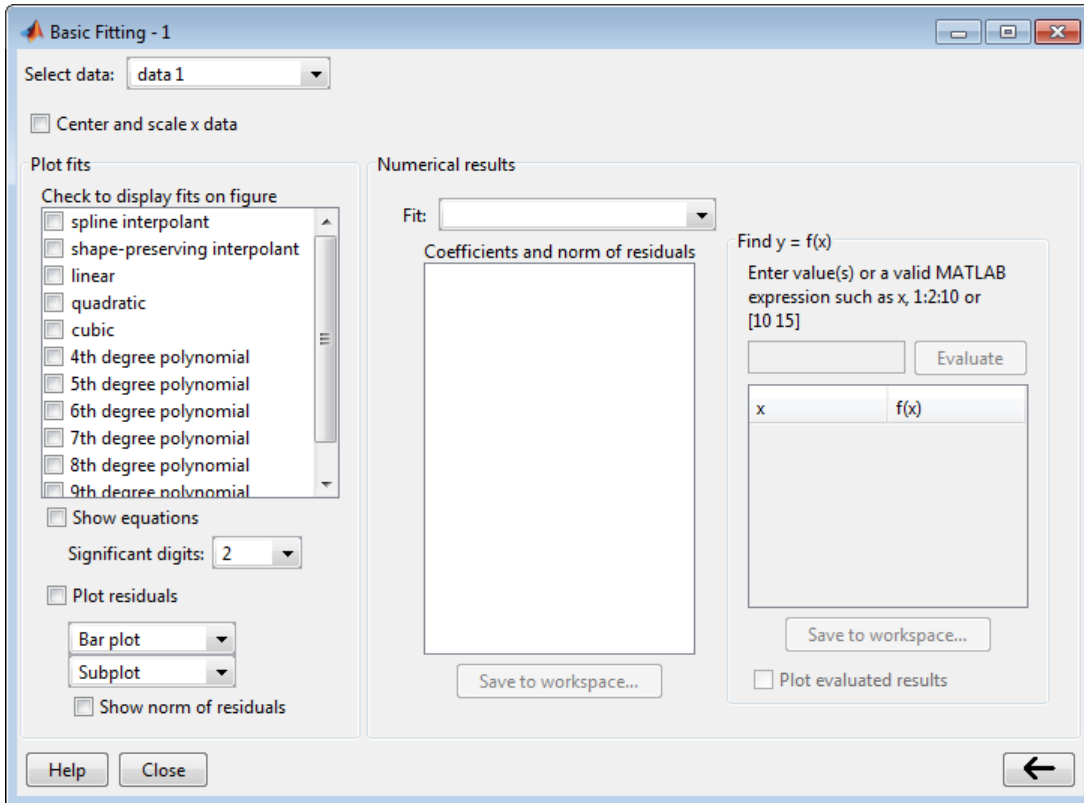 Basic Fitting - 1
Select data: data 1
Center and scale x data
Plot fits
Check to display fits on figure
spline interpolant
shape-preserving interpolant
linear
quadratic
cubic
4th degree polynomial
5th degree polynomial
6th degree polynomial
7th degree polynomial
8th degree polynomial
9th degree polynomial
Show equations
Significant digits: 2
Plot residuals
Bar plot
Subplot
Show norm of residuals
Numerical results
Fit:
Coefficients and norm of residuals
Save to workspace...
Find y = f(x)
Enter value(s) or a valid MATLAB
expression such as x, 1:2:10 or
[10 15]
Evaluate
x f(x)
Save to workspace...
Plot evaluated results
Help Close